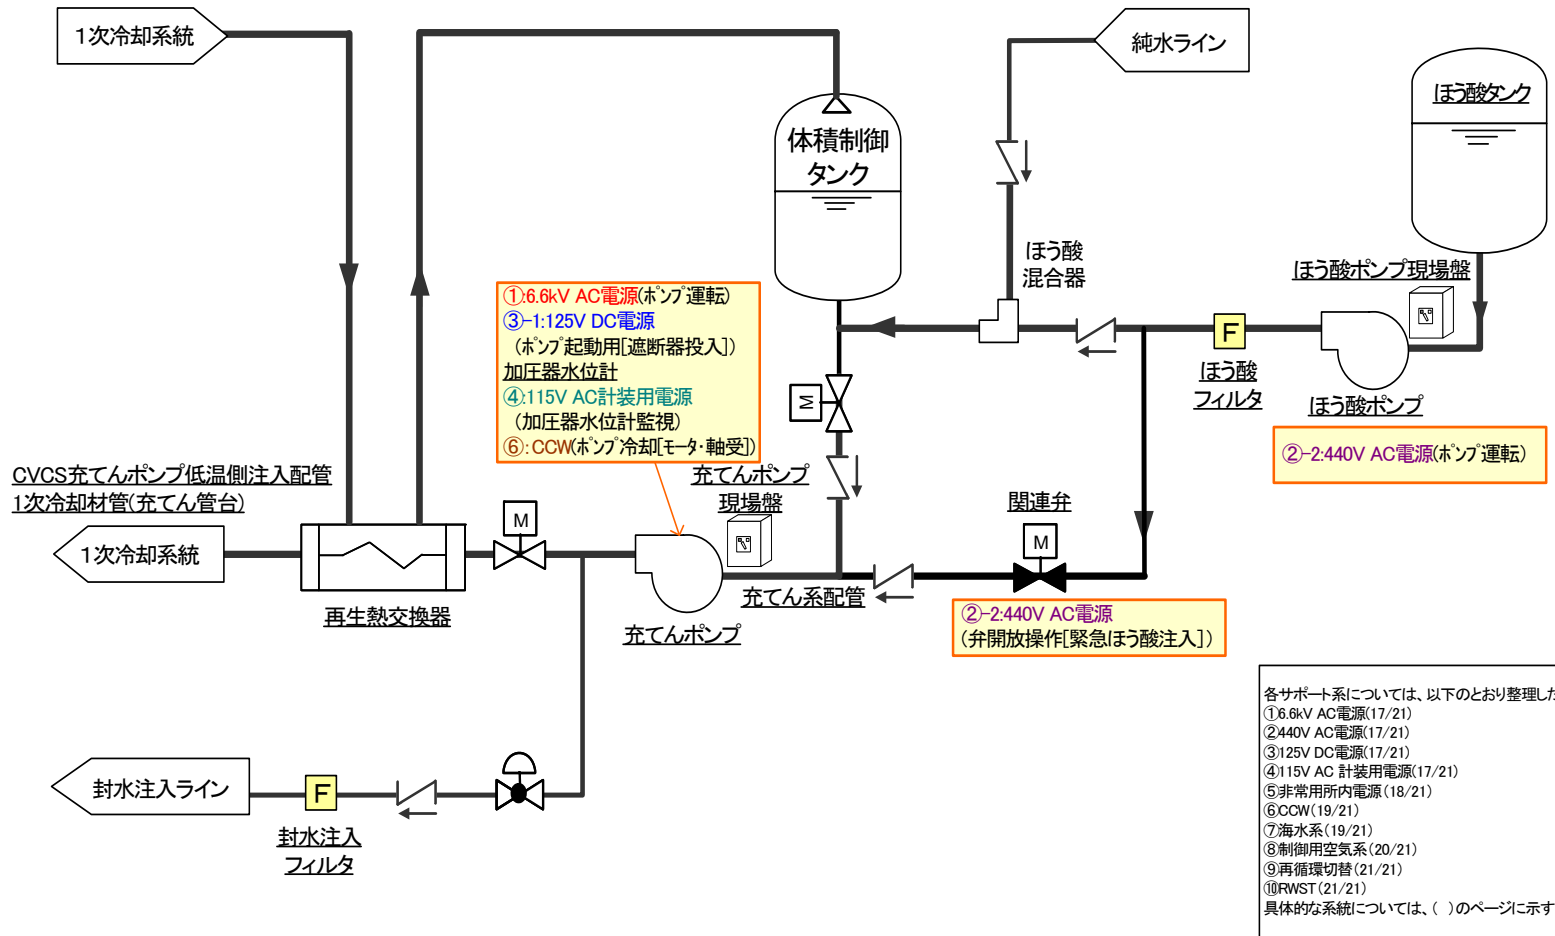 1次冷却系統
純水ライン
ほう酸タンク
体積制御
タンク
ほう酸
混合器
ほう酸ポンプ現場盤
①:6.6kV AC電源(ポンプ運転)
③-1:125V DC電源
(ポンプ起動用[遮断器投入])
加圧器水位計
④:115V AC計装用電源
(加圧器水位計監視)
⑥:CCW(ポンプ冷却[モータ・軸受])
M
F
ほう酸
フィルタ
ほう酸ポンプ
②-2:440V AC電源(ポンプ運転)
CVCS充てんポンプ低温側注入配管
1次冷却材管(充てん管台)
1次冷却系統
再生熱交換器
M
充てんポンプ
現場盤
充てんポンプ
充てん系配管
関連弁
M
②-2:440V AC電源
(弁開放操作[緊急ほう酸注入])
封水注入ライン
F
封水注入
フィルタ
各サポート系については、以下のとおり整理した
①6.6kV AC電源(17/21)
②440V AC電源(17/21)
③125V DC電源(17/21)
④115V AC 計装用電源(17/21)
⑤非常用所内電源(18/21)
⑥CCW(19/21)
⑦海水系(19/21)
⑧制御用空気系(20/21)
⑨再循環切替(21/21)
⑩RWST(21/21)
具体的な系統については、( )のページに示す